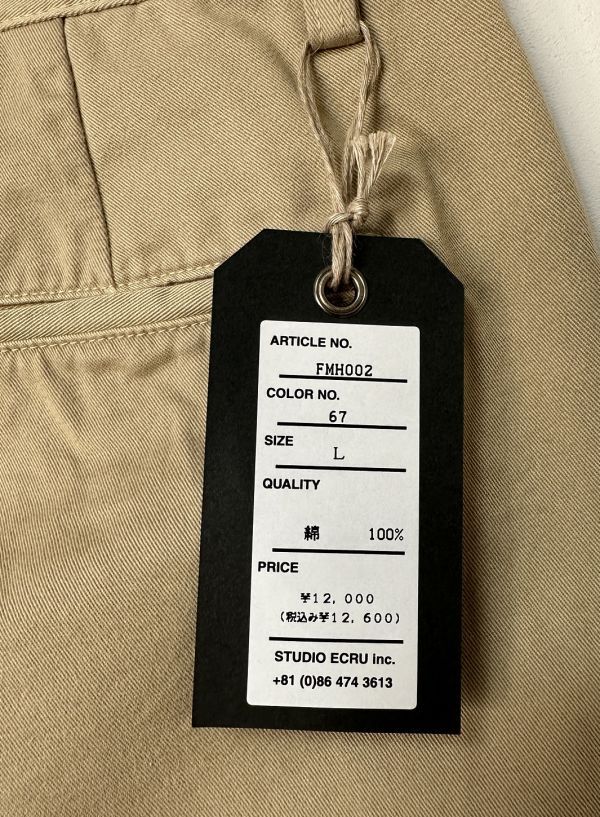 ARTICLE NO.
FMH002
COLOR NO.
67
SIZE
L
QUALITY
綿 100%
PRICE
¥12,000
(税込み¥12,600)
STUDIO ECRU inc.
+81 (0)86 474 3613